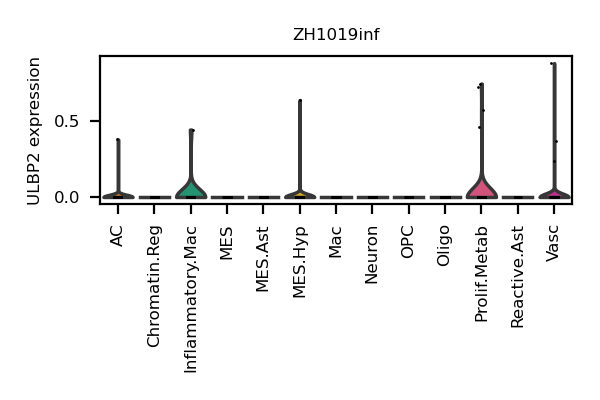 ZH1019inf
ULBP2 expression
0.5
0.0
AC
Chromatin.Reg
Inflammatory.Mac
MES
MES.Ast
MES.Hyp
Mac
Neuron
OPC
Oligo
Prolif.Metab
Reactive.Ast
Vasc